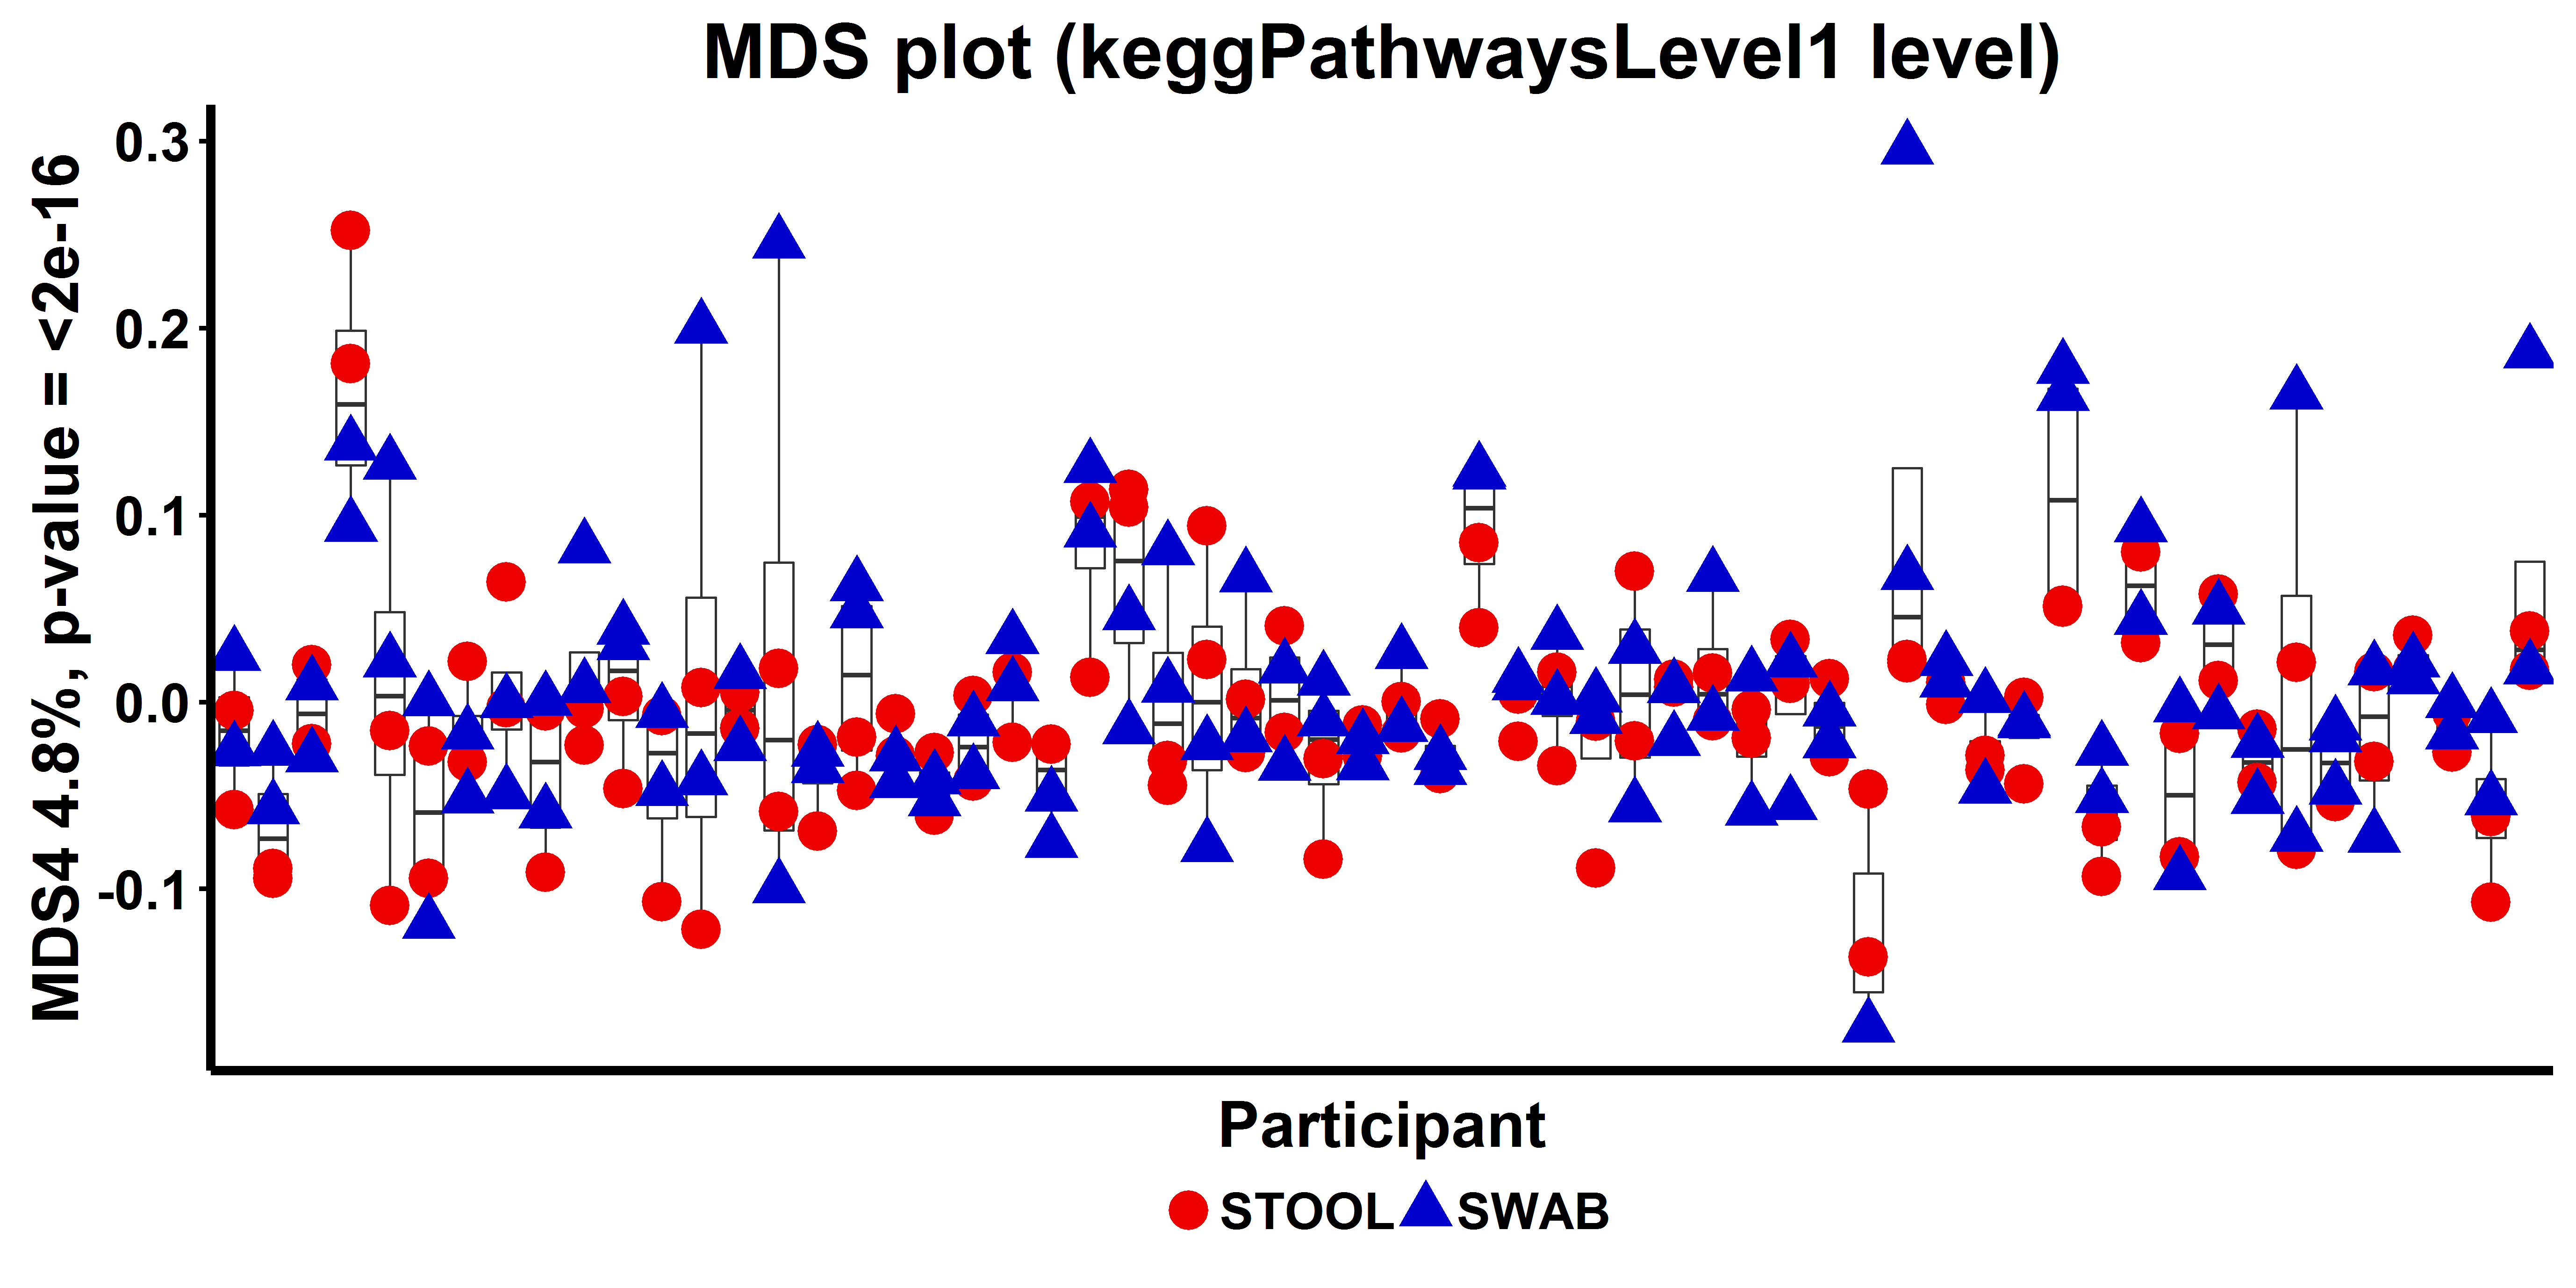 MDS plot (keggPathwaysLevel1 level)
MDS4 4.8%, p-value = <2e-16
0.3
0.2
0.1
0.0
-0.1
Participant
STOOL SWAB